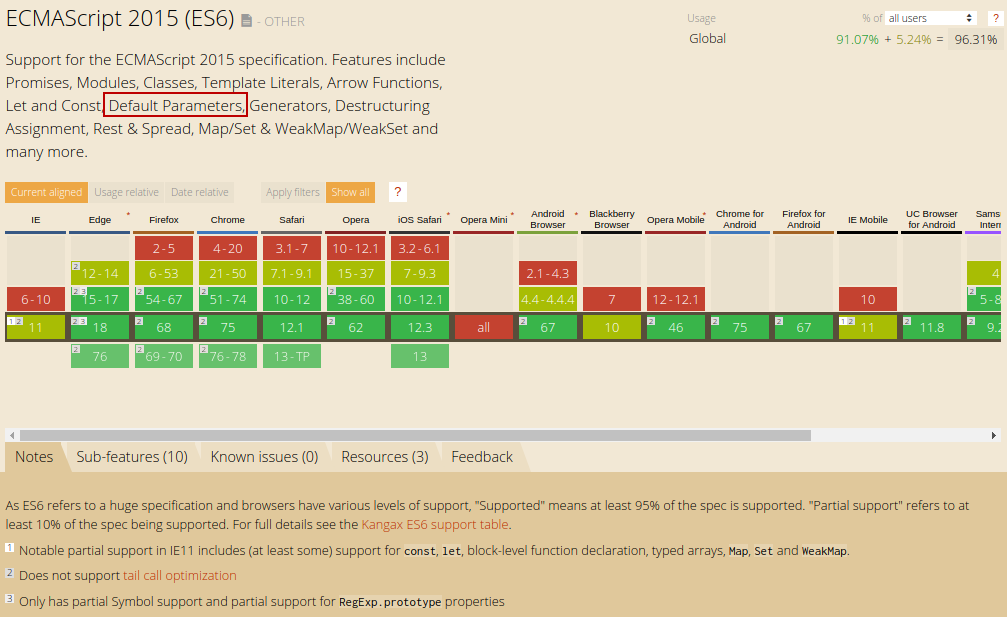 ECMAScript 2015 (ES6) - OTHER
Usage % of all users ?
Global 91.07% + 5.24% = 96.31%
Support for the ECMAScript 2015 specification. Features include
Promises, Modules, Classes, Template Literals, Arrow Functions,
Let and Const, Default Parameters, Generators, Destructuring
Assignment, Rest & Spread, Map/Set & WeakMap/WeakSet and
many more.
Current aligned Usage relative Date relative Apply filters Show all ?
IE Edge * Firefox Chrome Safari Opera iOS Safari * Opera Mini * Android Browser * Blackberry Browser Opera Mobile * Chrome for Android Firefox for Android IE Mobile UC Browser for Android Sams Intern
2 - 5 4 - 20 3.1 - 7 10 - 12.1 3.2 - 6.1
2 12 - 14 6 - 53 21 - 50 7.1 - 9.1 15 - 37 7 - 9.3 2.1 - 4.3 4
6 - 10 2 3 15 - 17 2 54 - 67 2 51 - 74 10 - 12 2 38 - 60 10 - 12.1 4.4 - 4.4.4 7 12 - 12.1 10 2 5 - 8
1 2 11 2 3 18 2 68 2 75 12.1 2 62 12.3 all 2 67 10 2 46 2 75 2 67 1 2 11 2 11.8 2 9.2
2 76 2 69 - 70 2 76 - 78 13 - TP 13
Notes Sub-features (10) Known issues (0) Resources (3) Feedback
As ES6 refers to a huge specification and browsers have various levels of support, "Supported" means at least 95% of the spec is supported. "Partial support" refers to at
least 10% of the spec being supported. For full details see the Kangax ES6 support table.
1 Notable partial support in IE11 includes (at least some) support for const, let, block-level function declaration, typed arrays, Map, Set and WeakMap.
2 Does not support tail call optimization
3 Only has partial Symbol support and partial support for RegExp.prototype properties